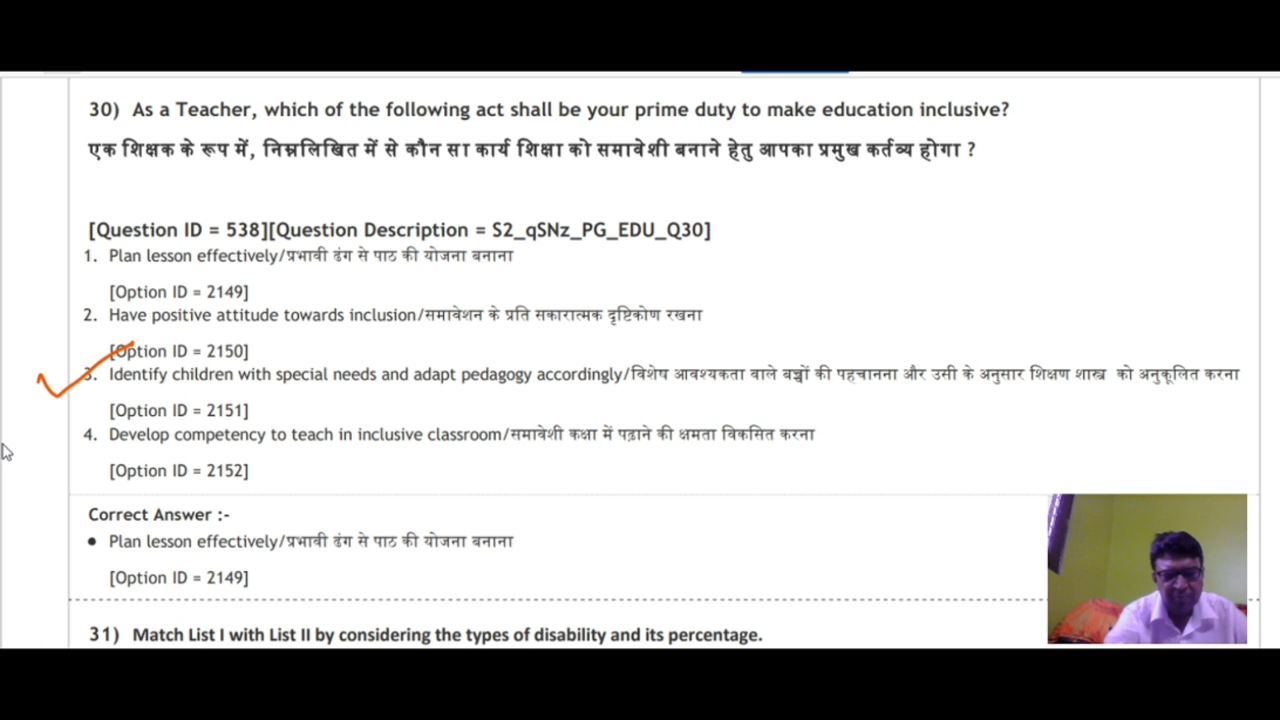 30) As a Teacher, which of the following act shall be your prime duty to make education inclusive?
एक शिक्षक के रूप में, निम्नलिखित में से कौन सा कार्य शिक्षा को समावेशी बनाने हेतु आपका प्रमुख कर्तव्य होगा ?
[Question ID = 538][Question Description = S2_qSNz_PG_EDU_Q30]
1. Plan lesson effectively/प्रभावी ढंग से पाठ की योजना बनाना
[Option ID = 2149]
2. Have positive attitude towards inclusion/समावेशन के प्रति सकारात्मक दृष्टिकोण रखना
[Option ID = 2150]
3. Identify children with special needs and adapt pedagogy accordingly/विशेष आवश्यकता वाले बच्चों की पहचानना और उसी के अनुसार शिक्षण शास्त्र को अनुकूलित करना
[Option ID = 2151]
4. Develop competency to teach in inclusive classroom/समावेशी कक्षा में पढ़ाने की क्षमता विकसित करना
[Option ID = 2152]
Correct Answer :-
• Plan lesson effectively/प्रभावी ढंग से पाठ की योजना बनाना
[Option ID = 2149]
31) Match List I with List II by considering the types of disability and its percentage.